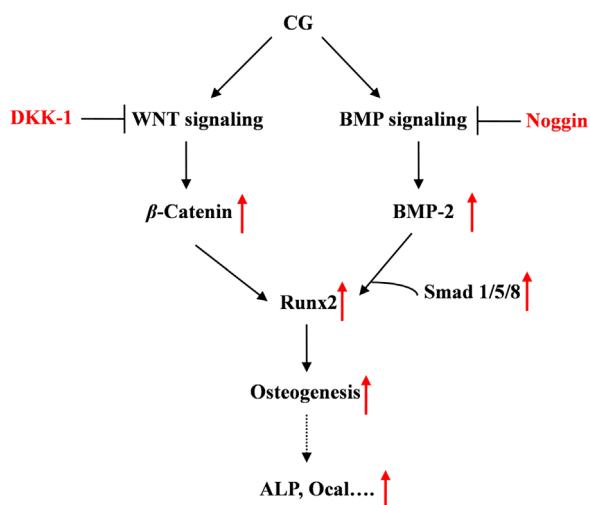 CG
DKK-1
WNT signaling
BMP signaling
Noggin
β-Catenin
BMP-2
Runx2
Smad 1/5/8
Osteogenesis
ALP, Ocal....